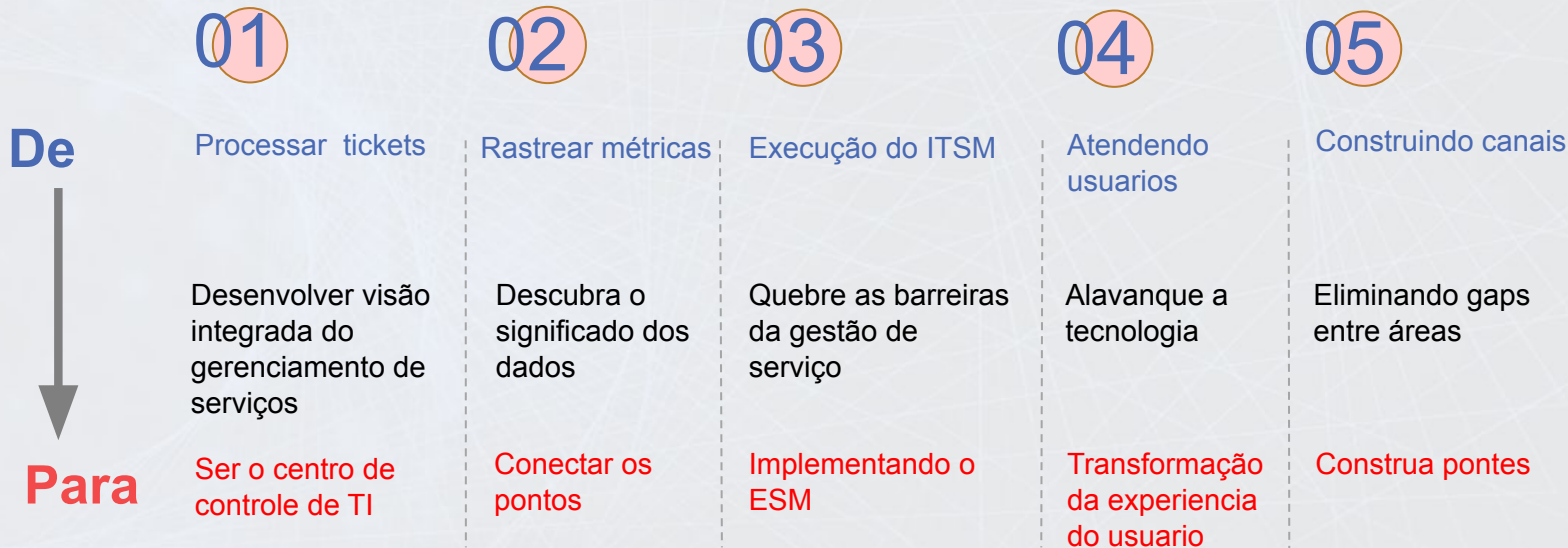 01
02
03
04
05
De
Processar tickets
Rastrear métricas
Execução do ITSM
Atendendo
usuarios
Construindo canais
Desenvolver visão
integrada do
gerenciamento de
serviços
Descubra o
significado dos
dados
Quebre as barreiras
da gestão de
serviço
Alavanque a
tecnologia
Eliminando gaps
entre áreas
Para
Ser o centro de
controle de TI
Conectar os
pontos
Implementando o
ESM
Transformação
da experiencia
do usuario
Construa pontes